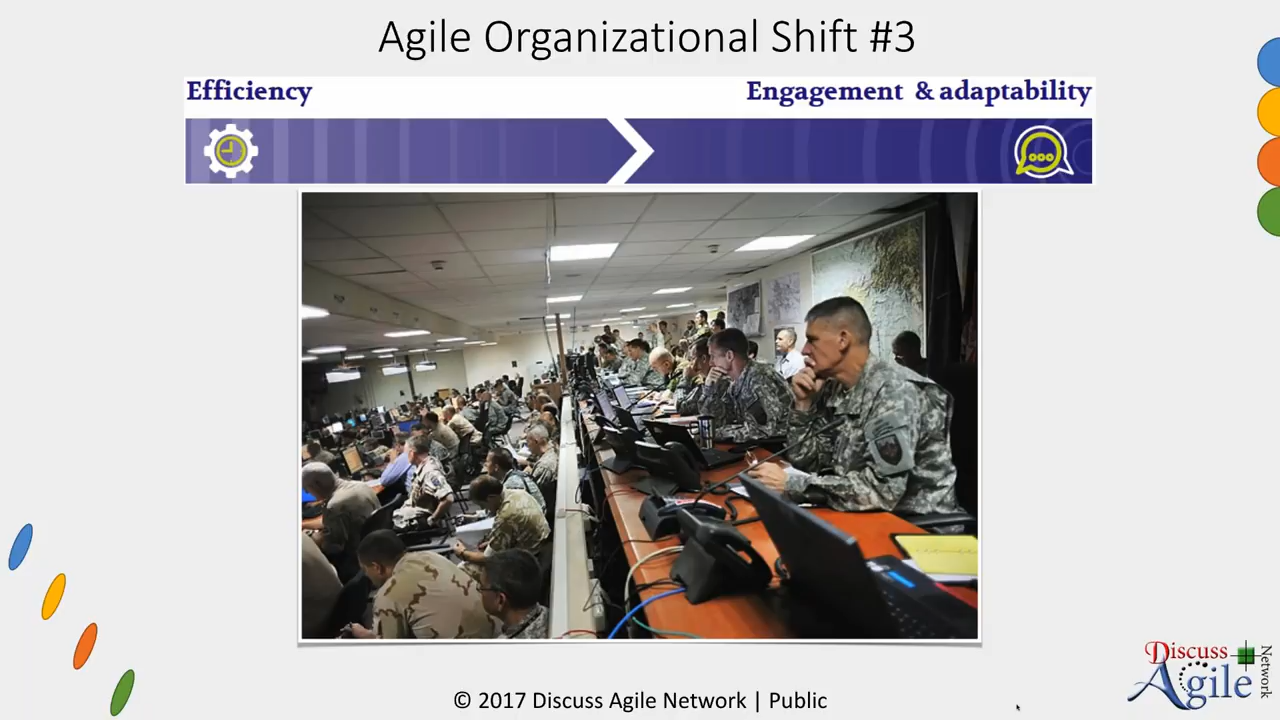 Agile Organizational Shift #3
Efficiency
Engagement & adaptability
© 2017 Discuss Agile Network | Public
Discuss
Agile
Network